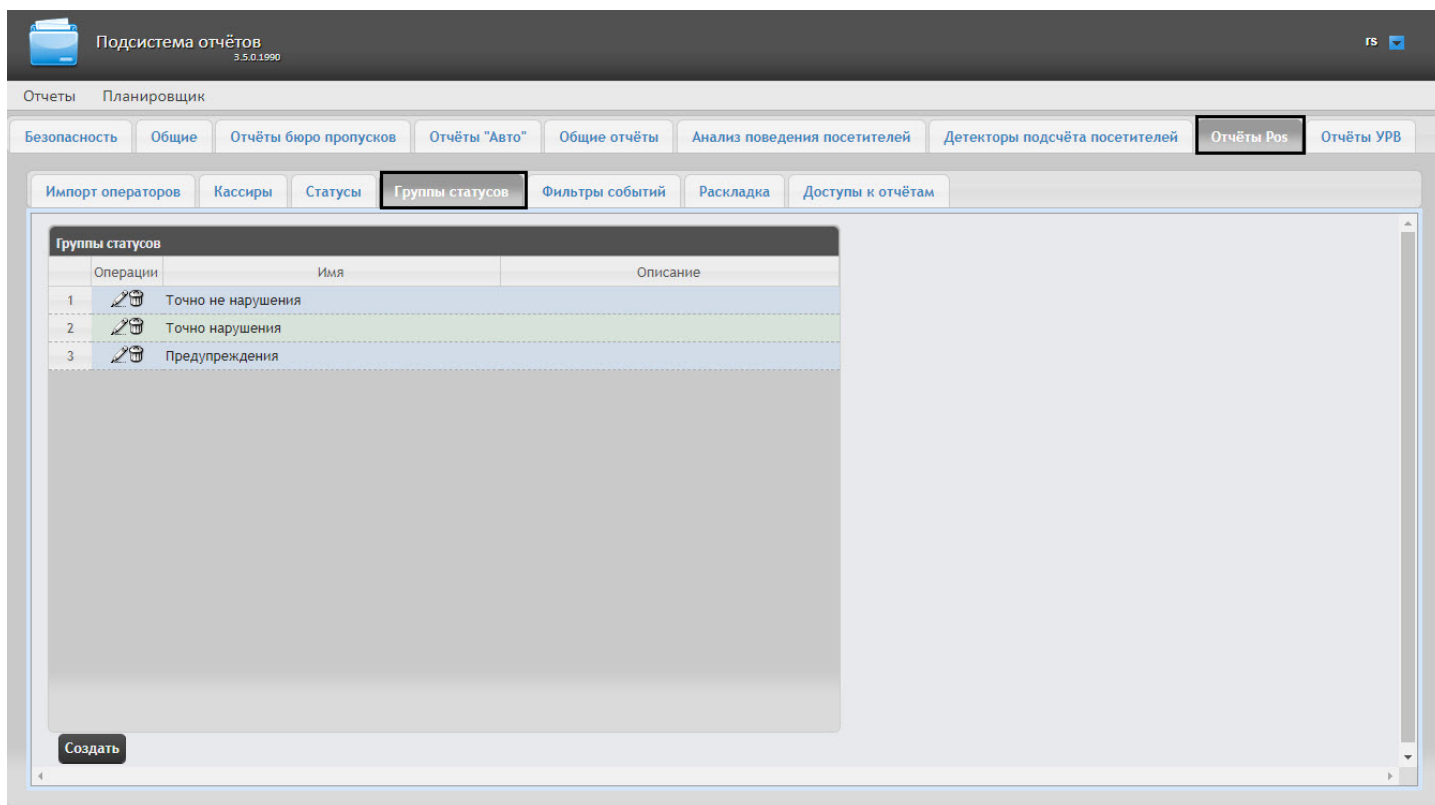 Подсистема отчётов
3.5.0.1990
rs
Отчеты Планировщик
Безопасность Общие Отчёты бюро пропусков Отчёты "Авто" Общие отчёты Анализ поведения посетителей Детекторы подсчёта посетителей Отчёты Pos Отчёты УРВ
Импорт операторов Кассиры Статусы Группы статусов Фильтры событий Раскладка Доступы к отчётам
Группы статусов
Операции Имя Описание
1 Точно не нарушения
2 Точно нарушения
3 Предупреждения
Создать